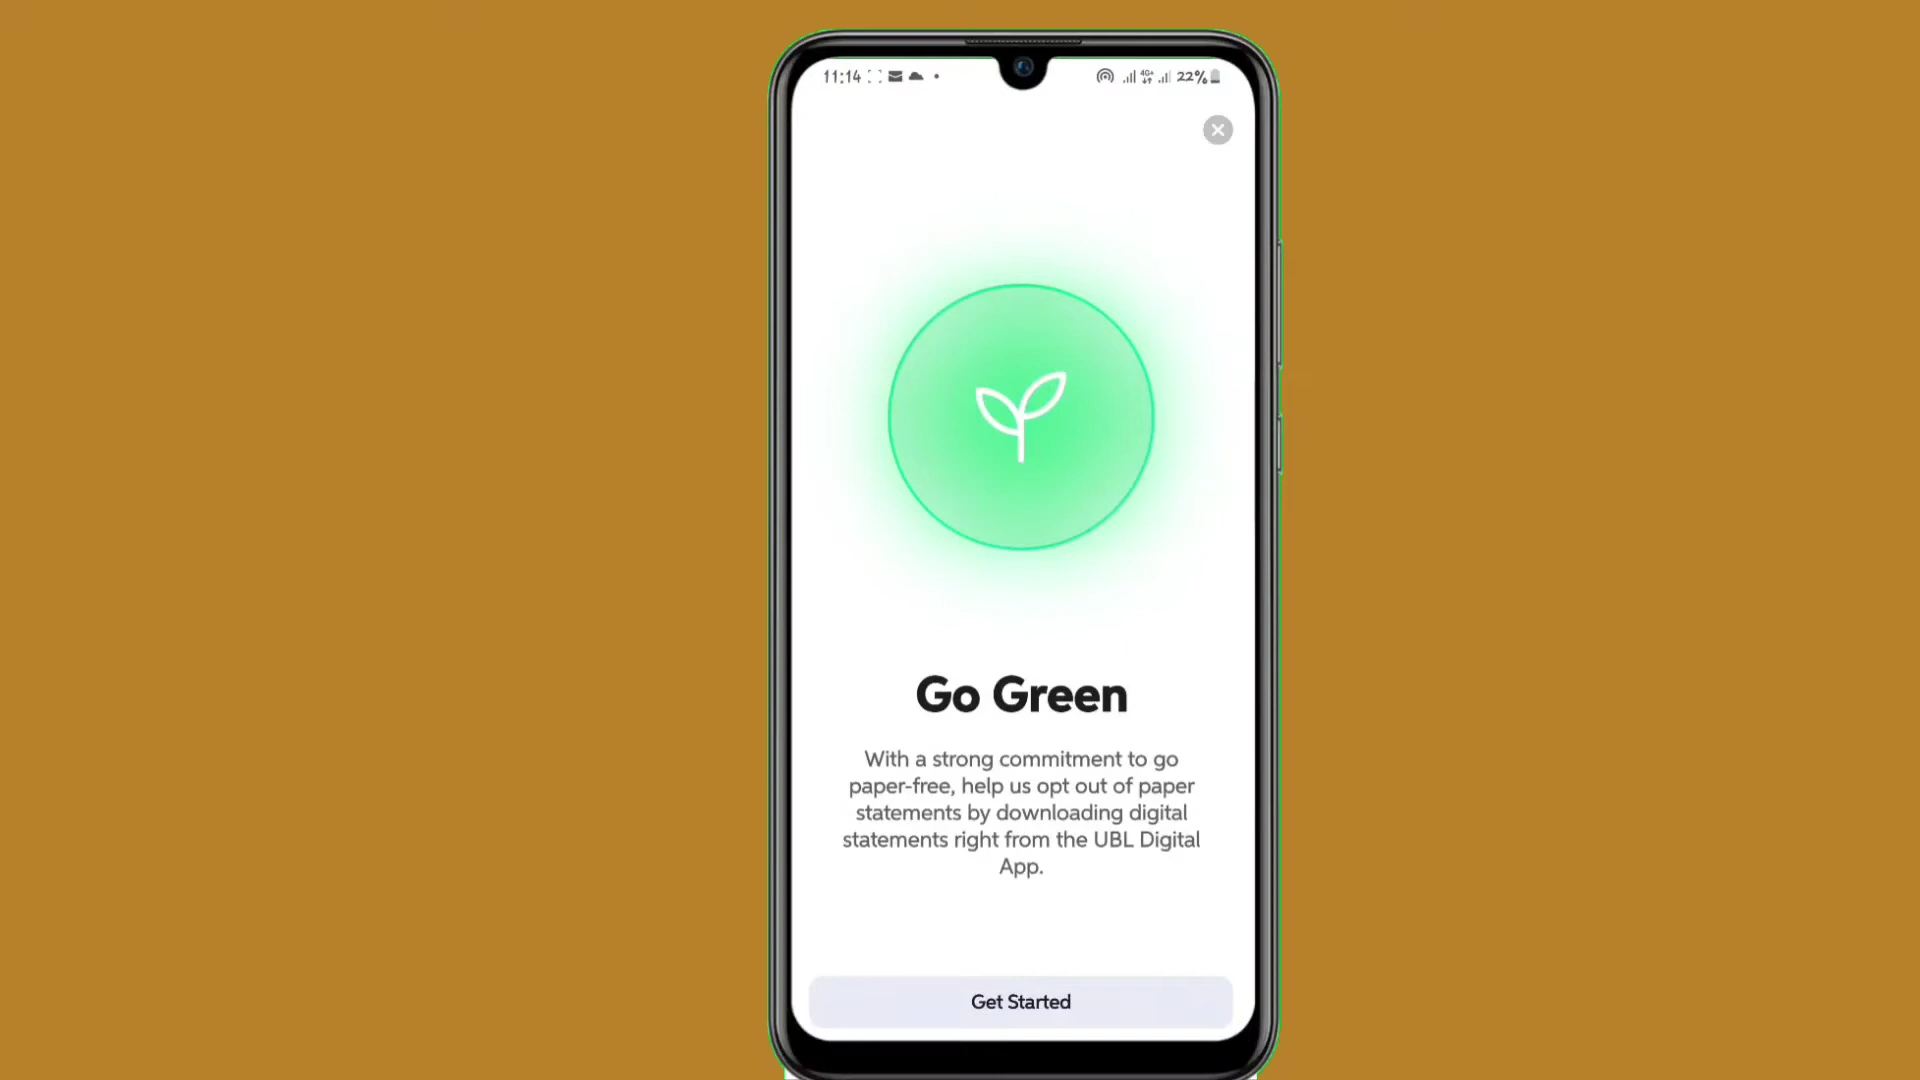 11:14 4G+ 22%
Go Green
With a strong commitment to go
paper-free, help us opt out of paper
statements by downloading digital
statements right from the UBL Digital
App.
Get Started